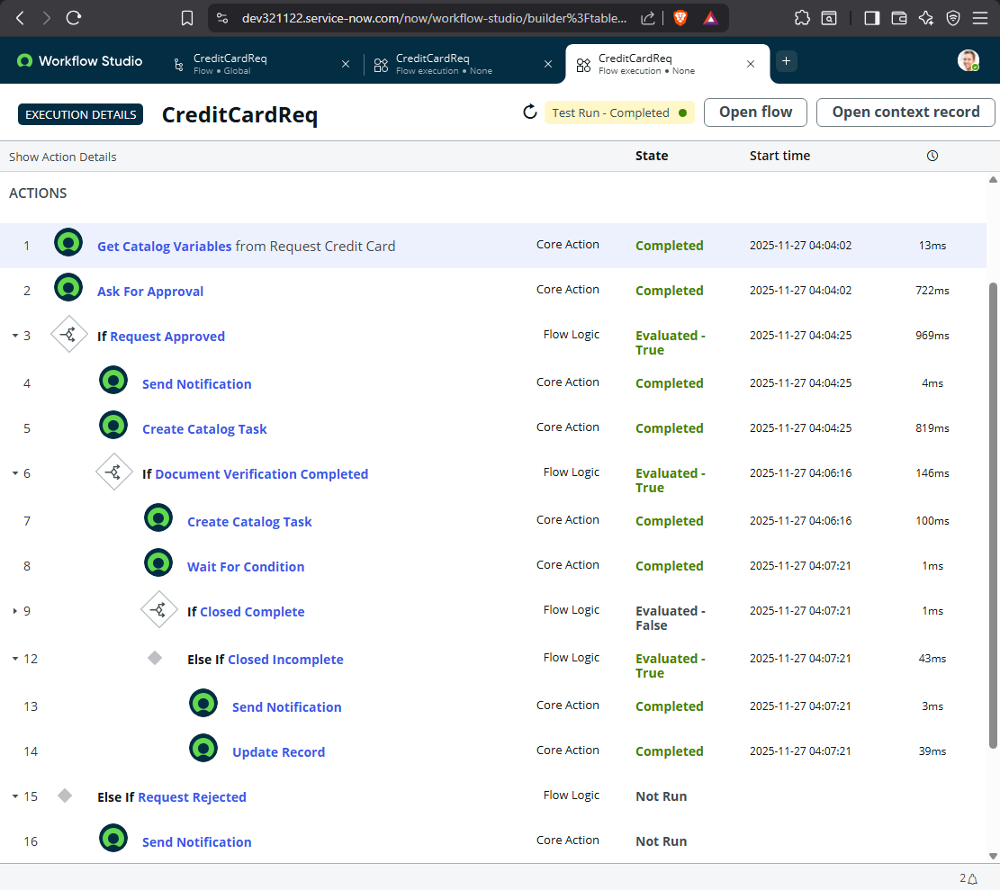 dev321122.service-now.com/now/workflow-studio/builder%3Ftable...
Workflow Studio
CreditCardReq
Flow • Global
CreditCardReq
Flow execution • None
CreditCardReq
Flow execution • None
EXECUTION DETAILS
CreditCardReq
Test Run - Completed
Open flow
Open context record
Show Action Details
State
Start time
ACTIONS
1 Get Catalog Variables from Request Credit Card Core Action Completed 2025-11-27 04:04:02 13ms
2 Ask For Approval Core Action Completed 2025-11-27 04:04:02 722ms
3 If Request Approved Flow Logic Evaluated - 2025-11-27 04:04:25 969ms
True
4 Send Notification Core Action Completed 2025-11-27 04:04:25 4ms
5 Create Catalog Task Core Action Completed 2025-11-27 04:04:25 819ms
6 If Document Verification Completed Flow Logic Evaluated - 2025-11-27 04:06:16 146ms
True
7 Create Catalog Task Core Action Completed 2025-11-27 04:06:16 100ms
8 Wait For Condition Core Action Completed 2025-11-27 04:07:21 1ms
9 If Closed Complete Flow Logic Evaluated - 2025-11-27 04:07:21 1ms
False
12 Else If Closed Incomplete Flow Logic Evaluated - 2025-11-27 04:07:21 43ms
True
13 Send Notification Core Action Completed 2025-11-27 04:07:21 3ms
14 Update Record Core Action Completed 2025-11-27 04:07:21 39ms
15 Else If Request Rejected Flow Logic Not Run
16 Send Notification Core Action Not Run
2